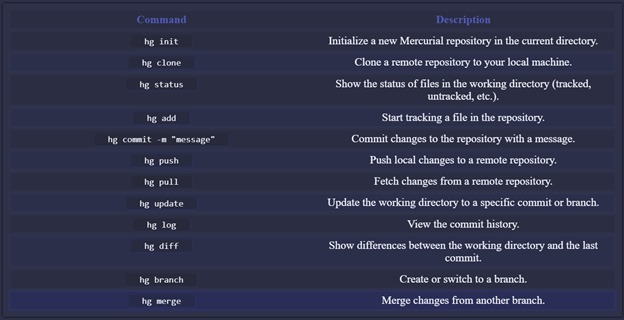 Command Description
hg init Initialize a new Mercurial repository in the current directory.
hg clone Clone a remote repository to your local machine.
hg status Show the status of files in the working directory (tracked,
untracked, etc.).
hg add Start tracking a file in the repository.
hg commit -m "message" Commit changes to the repository with a message.
hg push Push local changes to a remote repository.
hg pull Fetch changes from a remote repository.
hg update Update the working directory to a specific commit or branch.
hg log View the commit history.
hg diff Show differences between the working directory and the last
commit.
hg branch Create or switch to a branch.
hg merge Merge changes from another branch.